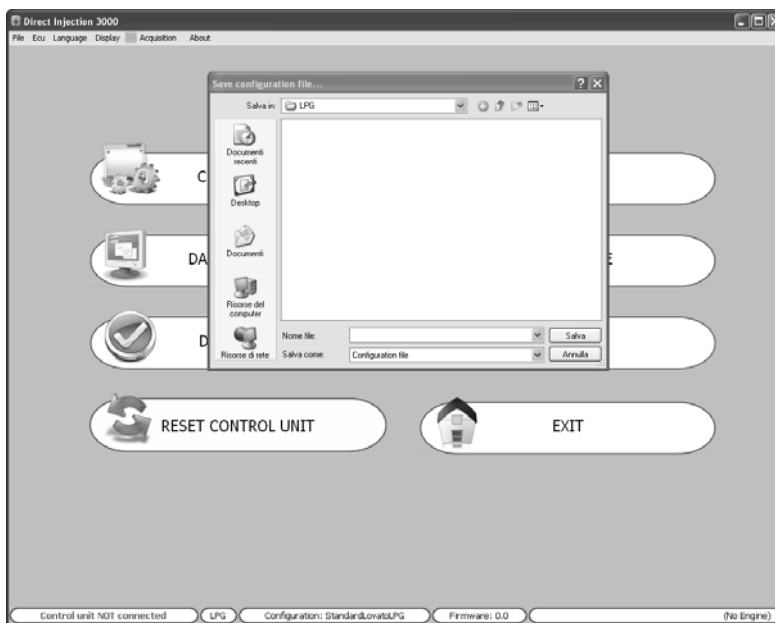 Direct Injection 3000
File Ecu Language Display Acquisition About
Save configuration file...
Salva in: LPG
Documenti
recenti
Desktop
Documenti
Risorse del
computer
Risorse di rete
Nome file: Salva
Salva come: Configuration file Annulla
C
DA E
D
RESET CONTROL UNIT EXIT
Control unit NOT connected LPG Configuration: StandardLovatoLPG Firmware: 0.0 (No Engine)